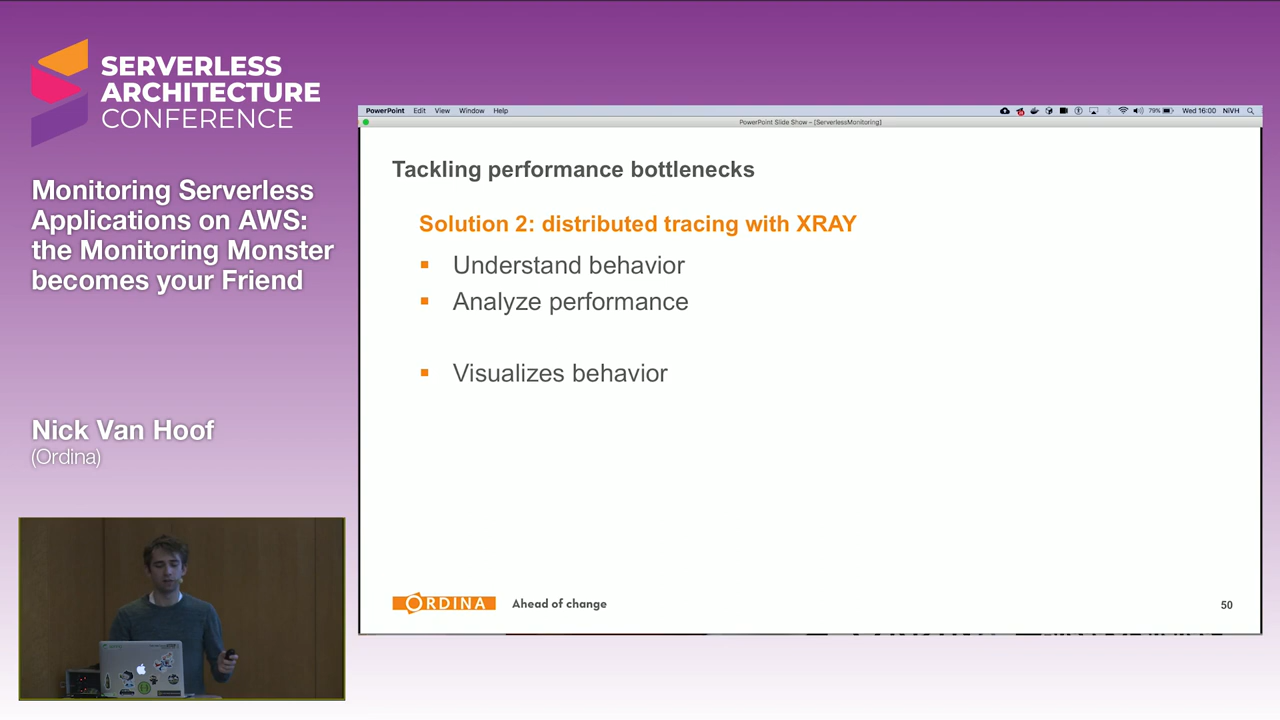 SERVERLESS
ARCHITECTURE
CONFERENCE
Monitoring Serverless
Applications on AWS:
the Monitoring Monster
becomes your Friend
Nick Van Hoof
(Ordina)
PowerPoint Edit View Window Help
79% Wed 16:00 NiVH
PowerPoint Slide Show - [ServerlessMonitoring]
Tackling performance bottlenecks
Solution 2: distributed tracing with XRAY
▪ Understand behavior
▪ Analyze performance
▪ Visualizes behavior
ORDINA Ahead of change
50